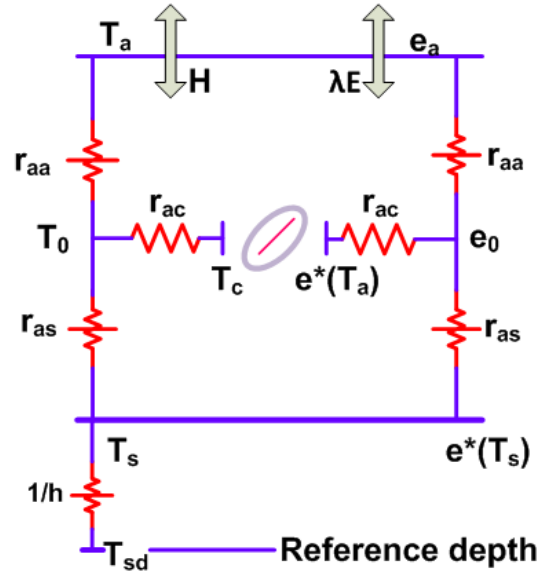 Ta
ea
H
λE
raa
raa
rac
rac
T0
e0
Tc
e*(Ta)
ras
ras
Ts
e*(Ts)
1/h
Tsd
Reference depth